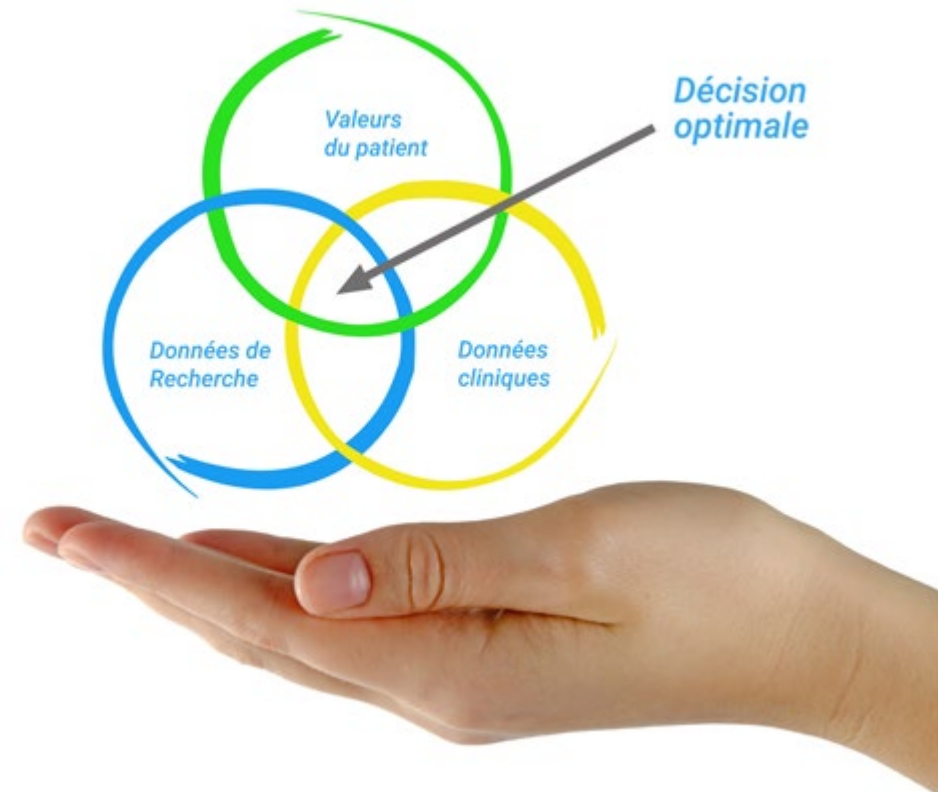 Valeurs
du patient
Décision
optimale
Données de
Recherche
Données
cliniques